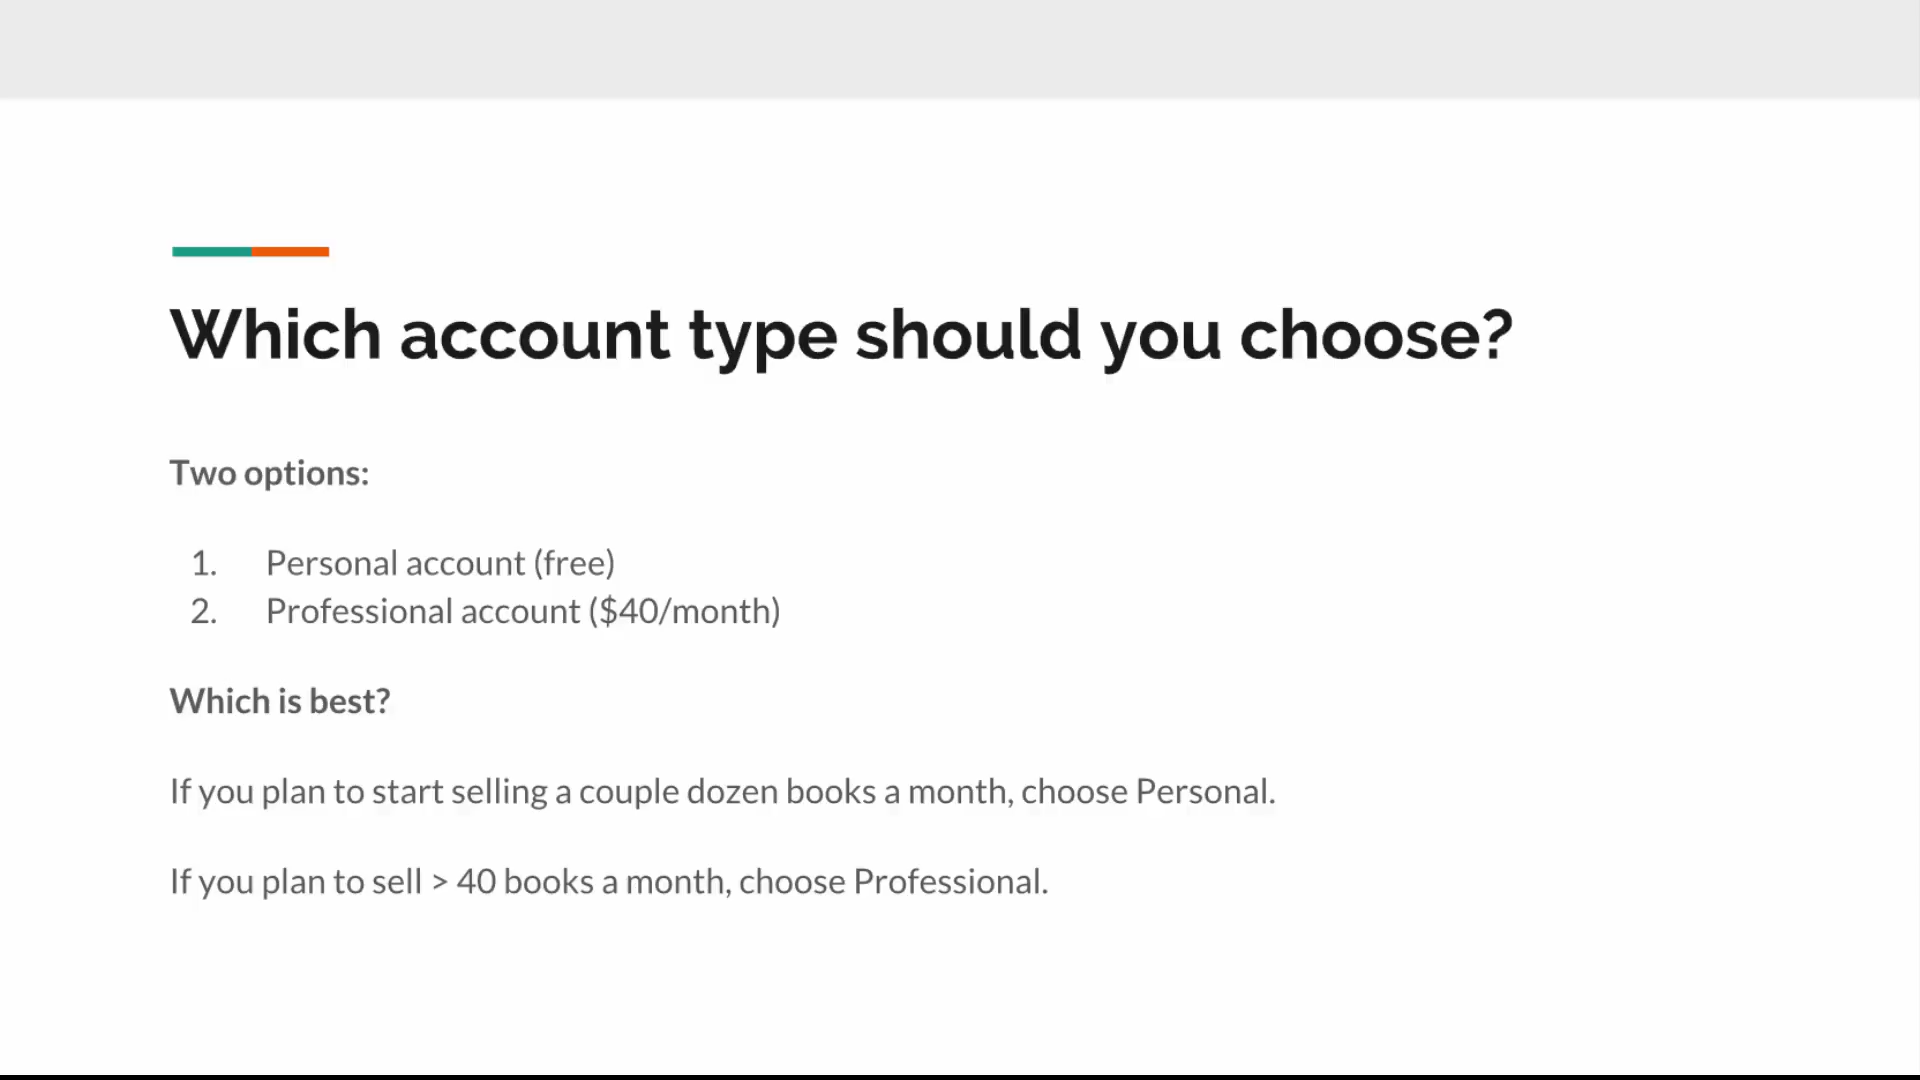 Which account type should you choose?
Two options:
1. Personal account (free)
2. Professional account ($40/month)
Which is best?
If you plan to start selling a couple dozen books a month, choose Personal.
If you plan to sell > 40 books a month, choose Professional.